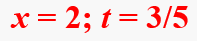 x = 2; t = 3/5